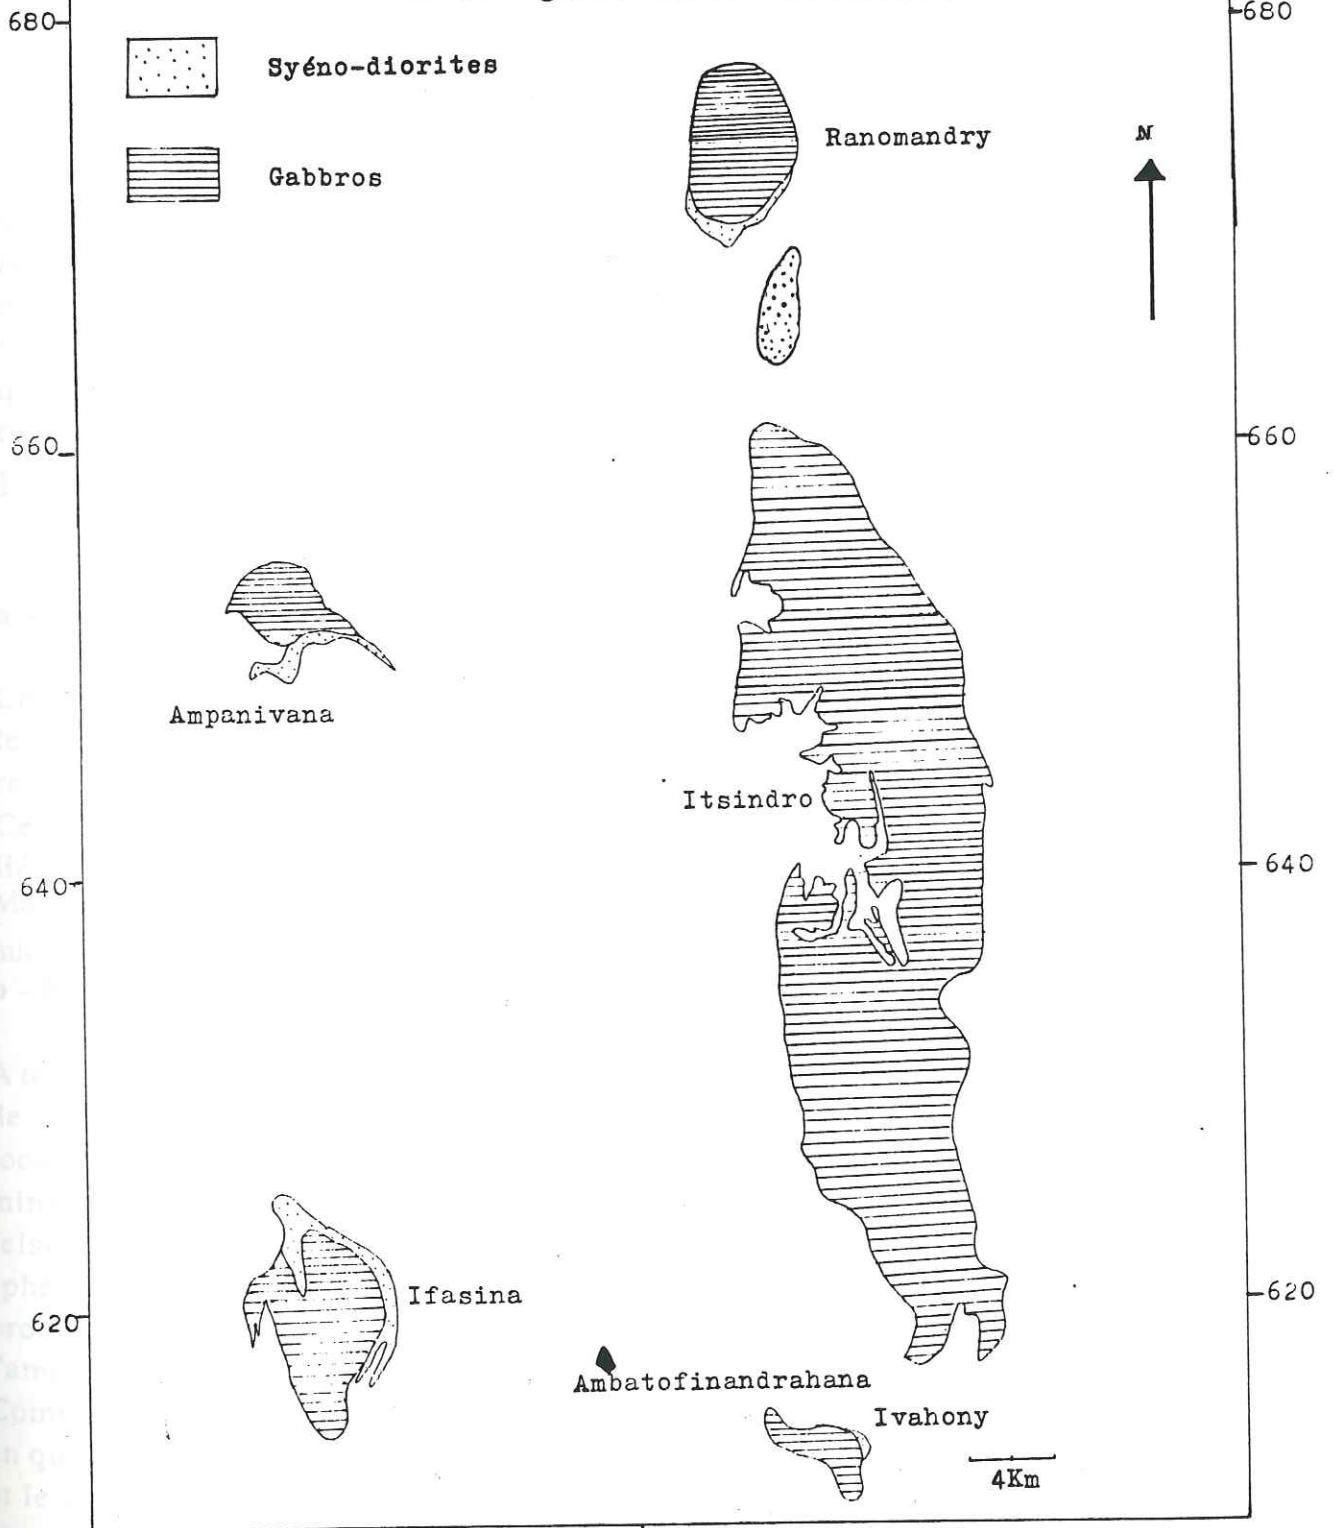 680
680
Syéno-diorites
Ranomandry
N
Gabbros
660
660
Ampanivana
Itsindro
640
640
Ifasina
620
620
Ambatofinandrahana
Ivahony
4Km